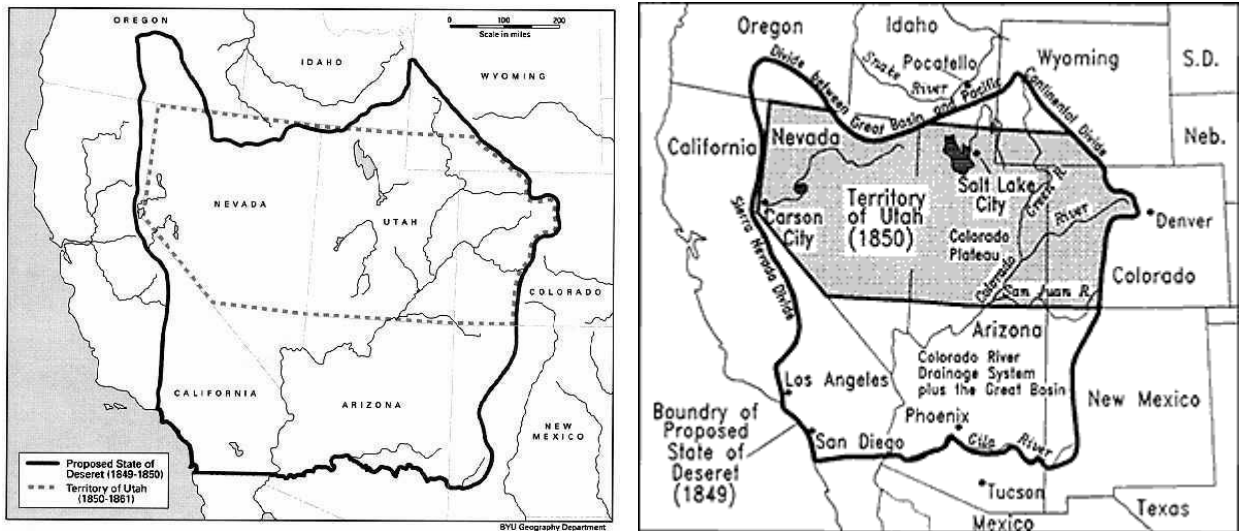 OREGON
200
0
200
Scale in miles
IDAHO
WYOMING
NEVADA
UTAH
COLORADO
CALIFORNIA
ARIZONA
NEW
MEXICO
Proposed State of
Deseret (1849-1850)
Territory of Utah
(1850-1861)
BYU Geography Department
Oregon
Idaho
Pocatello
Snake
River
Wyoming
S.D.
Divide between Great Basin and Pacific
Continental Divide
Neb.
California
Nevada
Salt Lake
City
Green R.
Territory
of Utah
(1850)
Carson
City
Colorado
Plateau
Colorado
River
Denver
Colorado
San Juan R.
Sierra Nevada Divide
Arizona
Colorado River
Drainage System
plus the Great Basin
Los Angeles
New Mexico
Boundry of
Proposed
State of
Deseret
(1849)
Phoenix
San Diego
Gila River
Tucson
Mexico
Texas